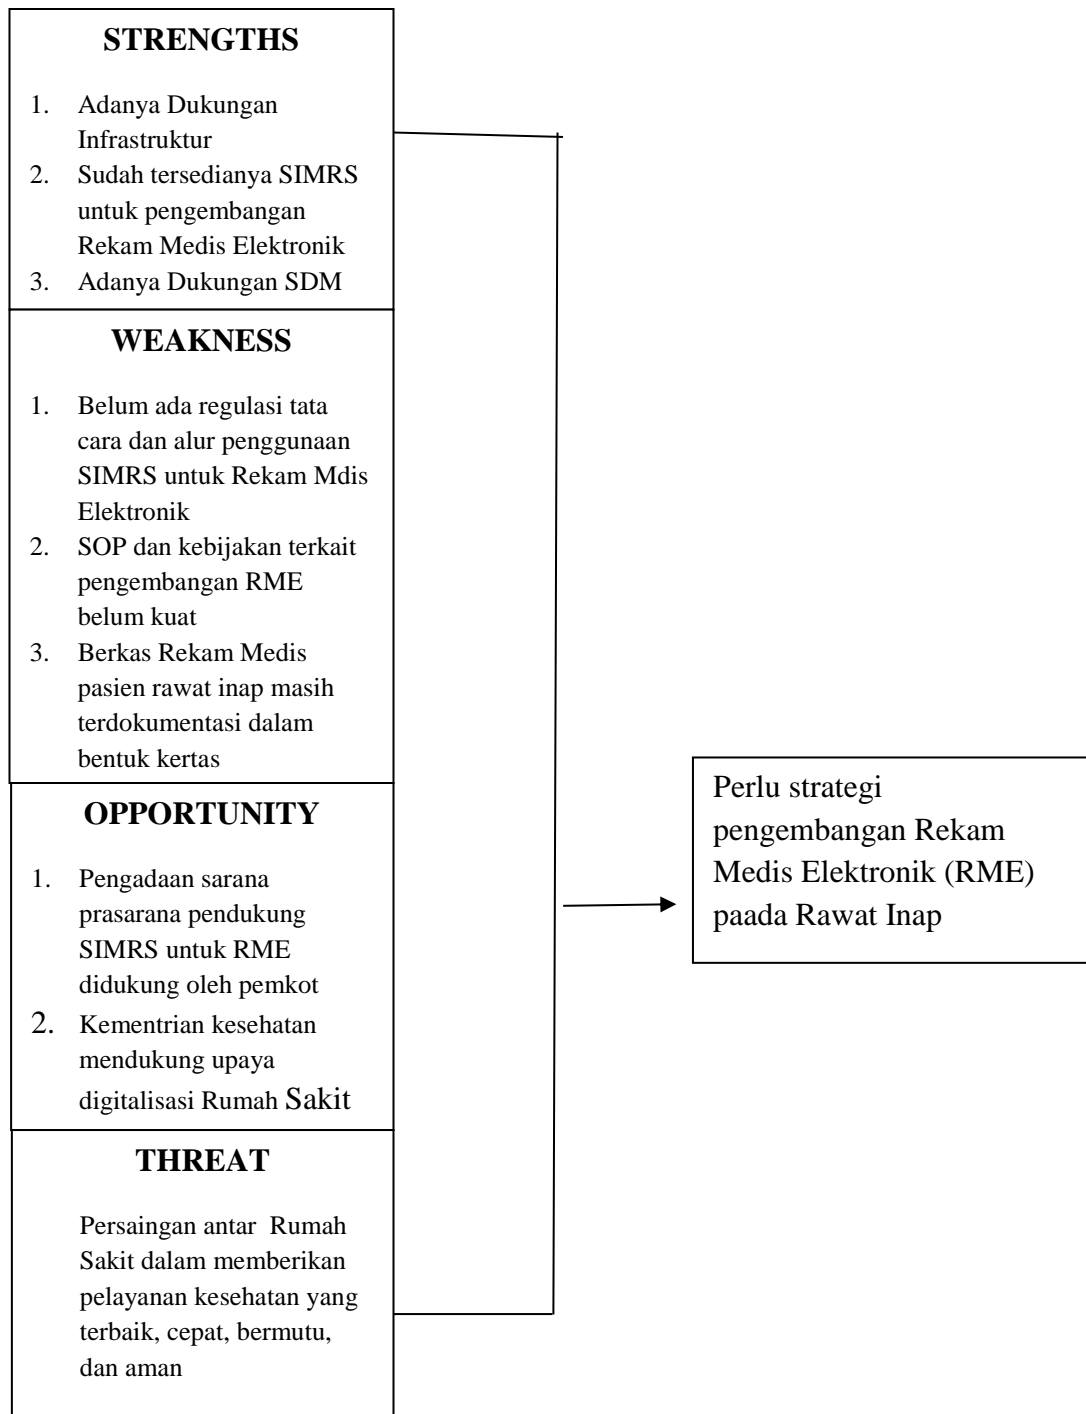 STRENGTHS
1. Adanya Dukungan
Infrastruktur
2. Sudah tersedianya SIMRS
untuk pengembangan
Rekam Medis Elektronik
3. Adanya Dukungan SDM
WEAKNESS
1. Belum ada regulasi tata
cara dan alur penggunaan
SIMRS untuk Rekam Mdis
Elektronik
2. SOP dan kebijakan terkait
pengembangan RME
belum kuat
3. Berkas Rekam Medis
pasien rawat inap masih
terdokumentasi dalam
bentuk kertas
OPPORTUNITY
1. Pengadaan sarana
prasarana pendukung
SIMRS untuk RME
didukung oleh pemkot
2. Kementrian kesehatan
mendukung upaya
digitalisasi Rumah Sakit
THREAT
Persaingan antar Rumah
Sakit dalam memberikan
pelayanan kesehatan yang
terbaik, cepat, bermutu,
dan aman
Perlu strategi
pengembangan Rekam
Medis Elektronik (RME)
paada Rawat Inap